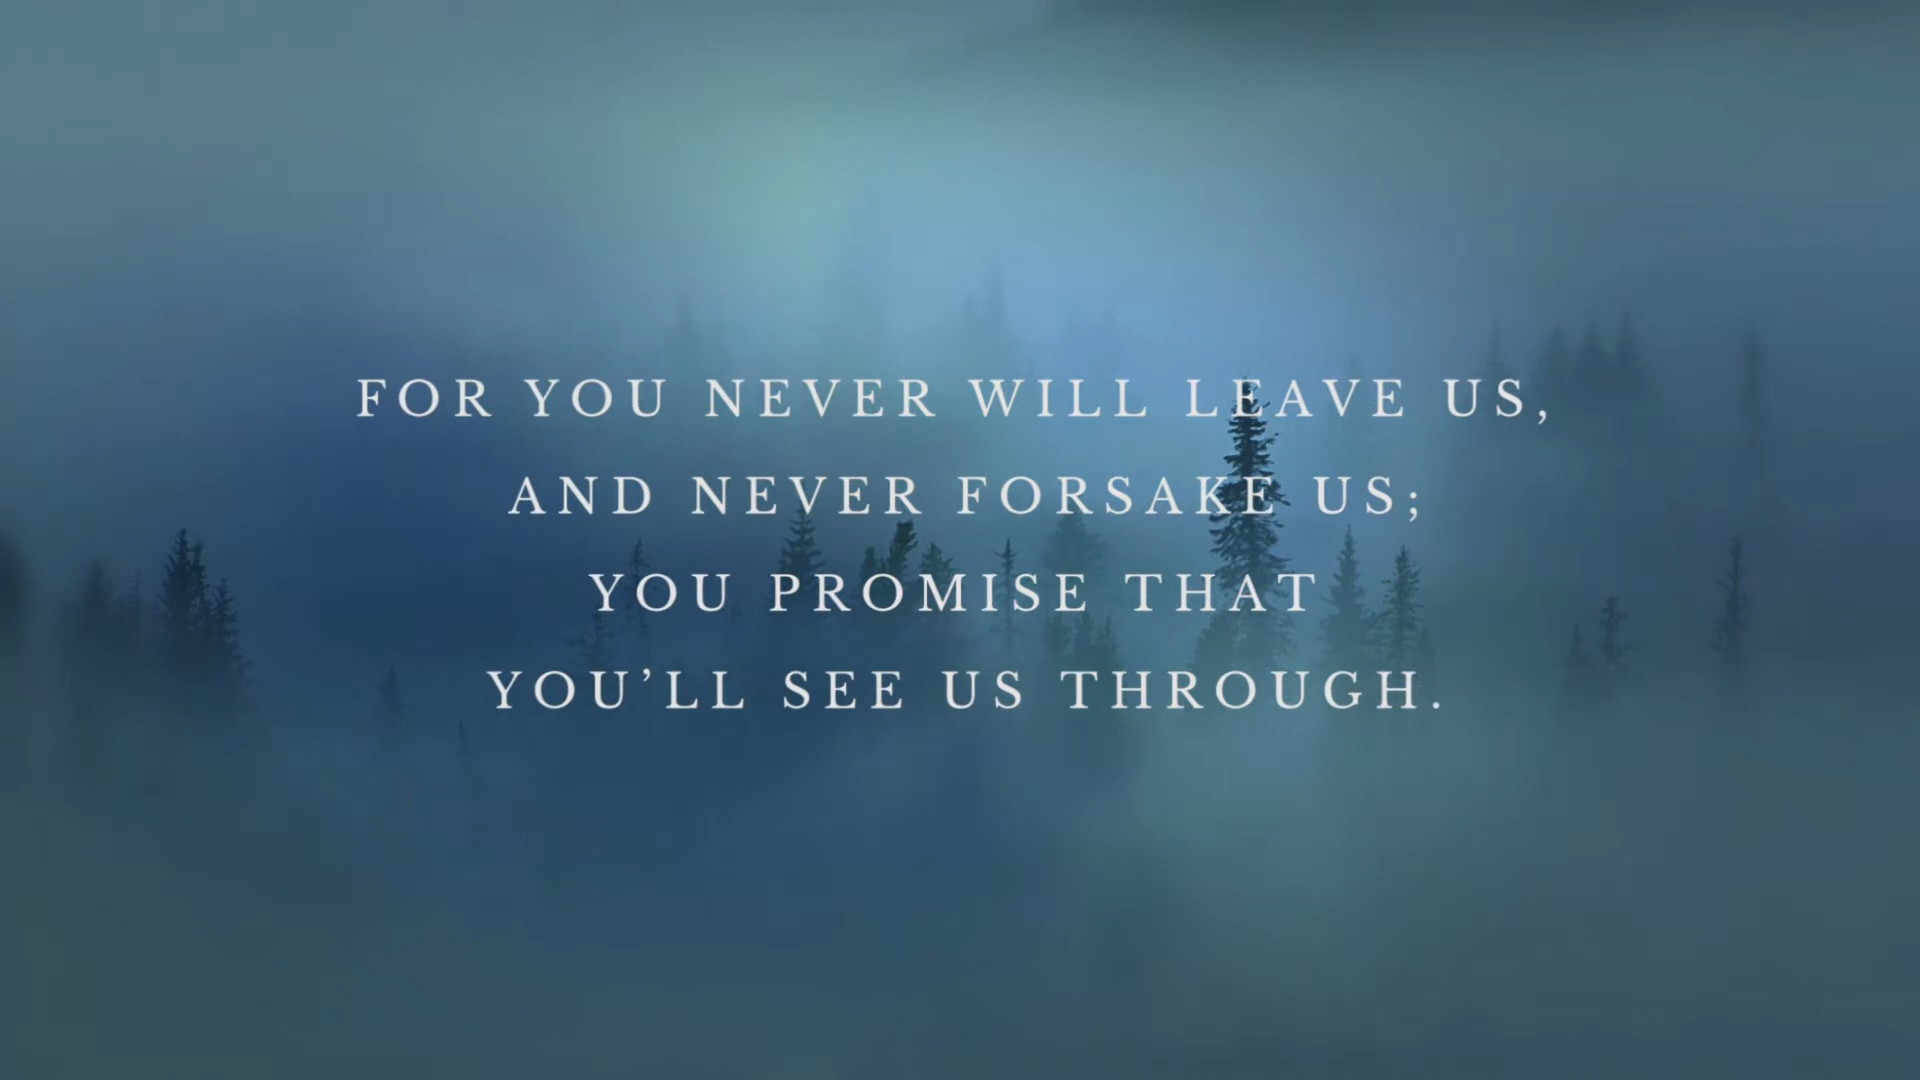 FOR YOU NEVER WILL LEAVE US,
AND NEVER FORSAKE US;
YOU PROMISE THAT
YOU’LL SEE US THROUGH.